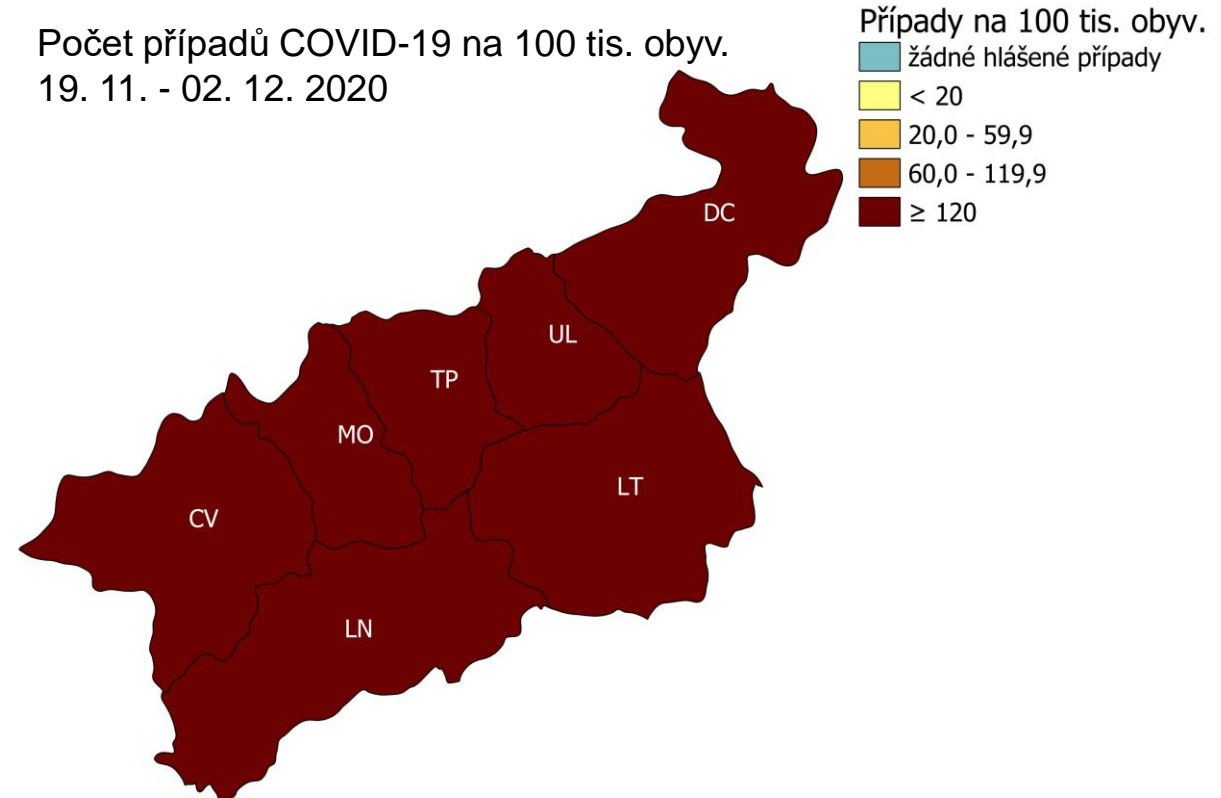 Počet případů COVID-19 na 100 tis. obyv.
19. 11. - 02. 12. 2020
Případy na 100 tis. obyv.
žádné hlášené případy
< 20
20,0 - 59,9
60,0 - 119,9
≥ 120
DC
UL
TP
MO
LT
CV
LN